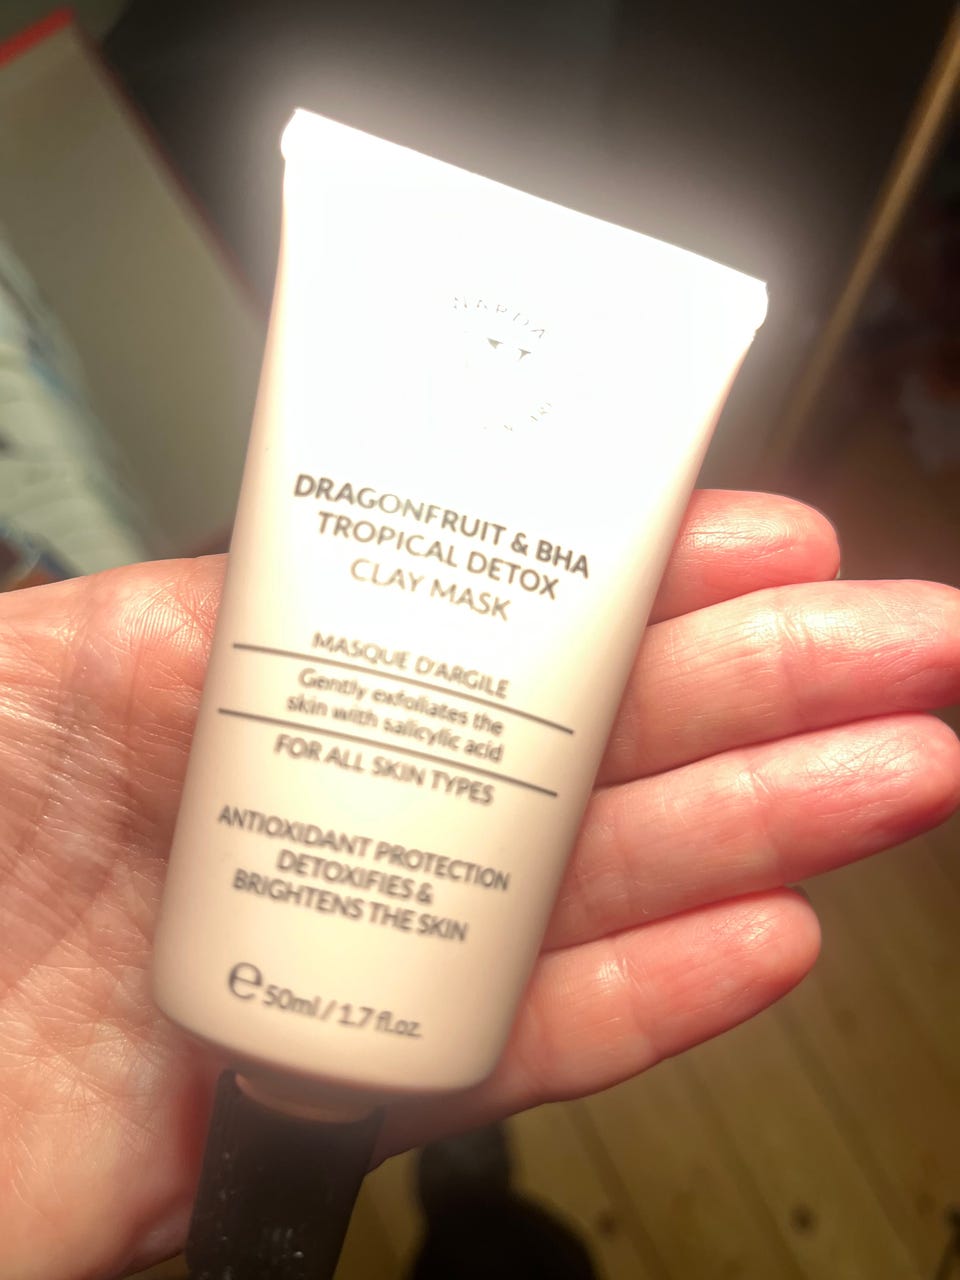 DRAGONFRUIT & BHA
TROPICAL DETOX
CLAY MASK
MASQUE D'ARGILE
Gently exfoliates the
skin with salicylic acid
FOR ALL SKIN TYPES
ANTIOXIDANT PROTECTION
DETOXIFIES &
BRIGHTENS THE SKIN
e 50ml / 1.7 fl.oz